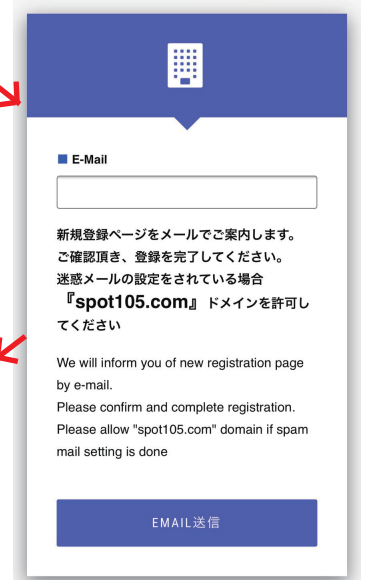 E-Mail
新規登録ページをメールでご案内します。
ご確認頂き、登録を完了してください。
迷惑メールの設定をされている場合
『spot105.com』ドメインを許可し
てください
We will inform you of new registration page
by e-mail.
Please confirm and complete registration.
Please allow "spot105.com" domain if spam
mail setting is done
EMAIL送信